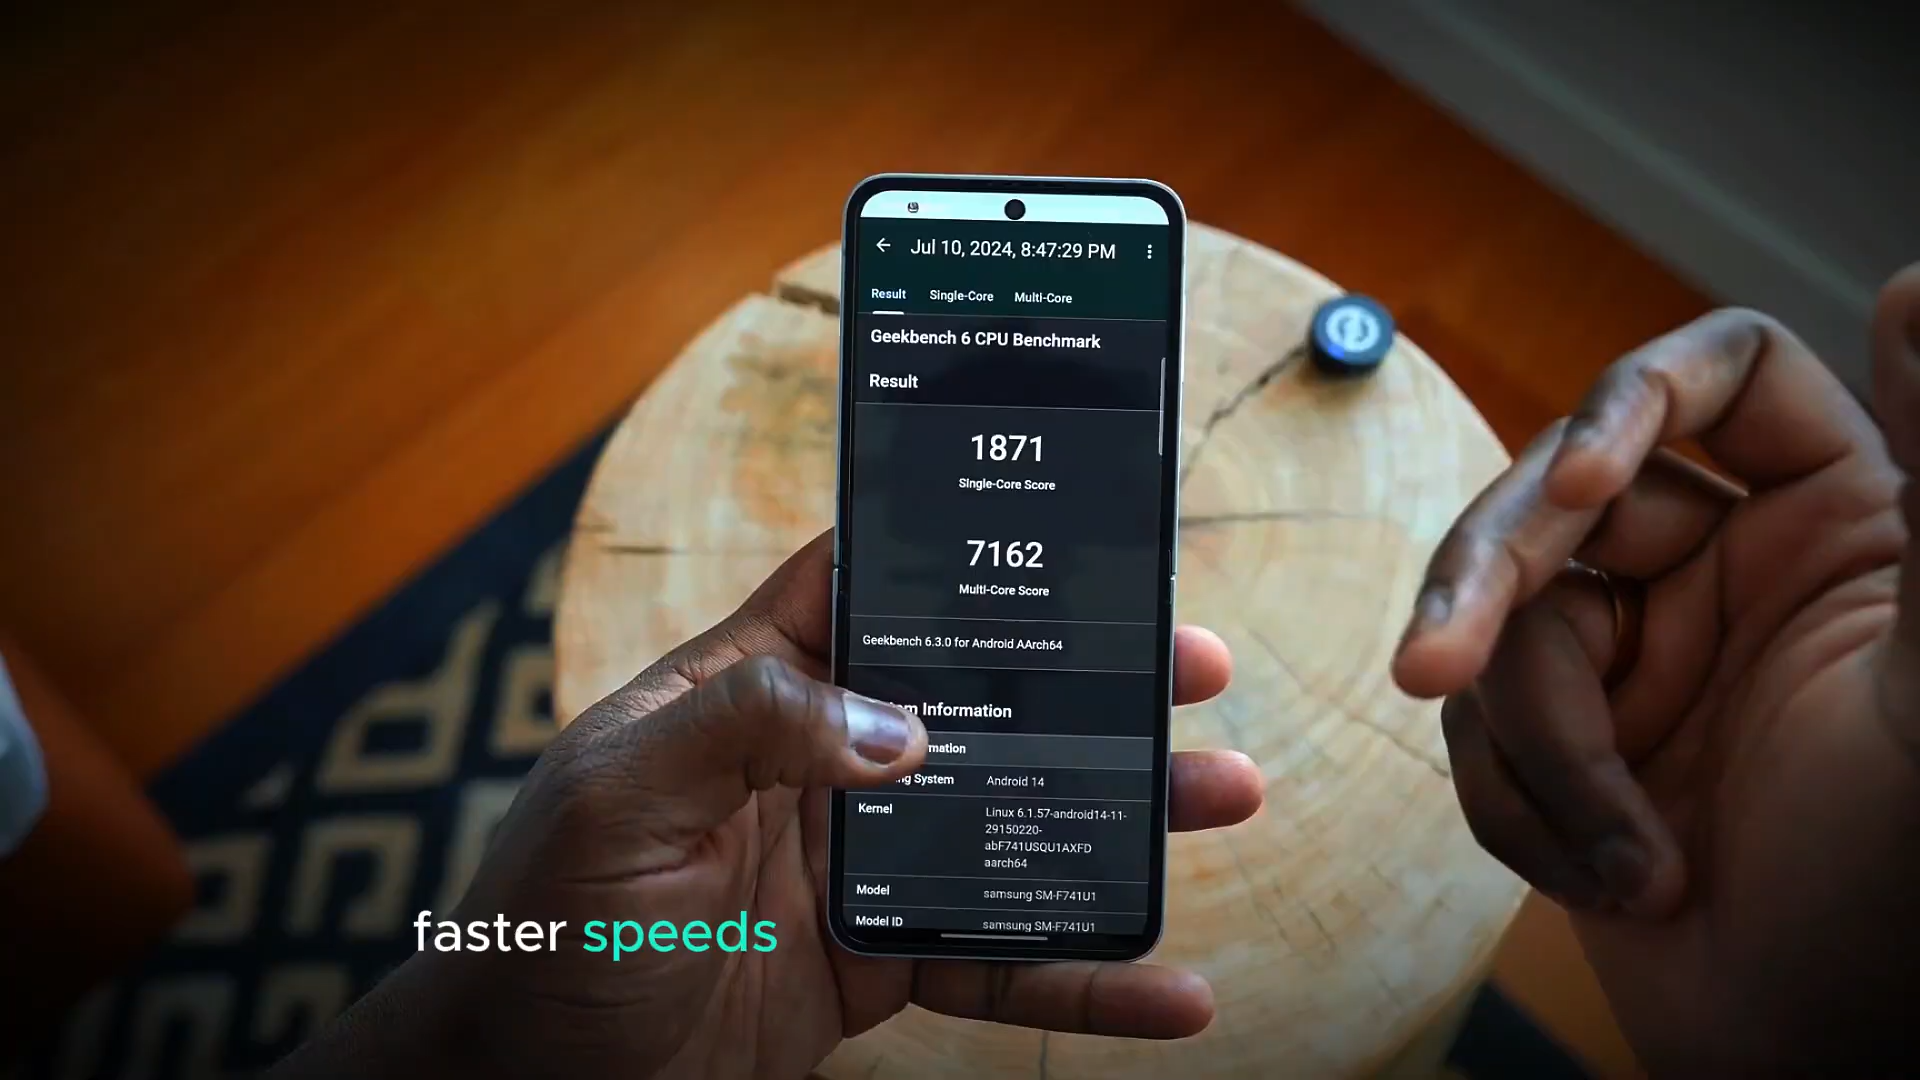 Jul 10, 2024, 8:47:29 PM
Result Single-Core Multi-Core
Geekbench 6 CPU Benchmark
Result
1871
Single-Core Score
7162
Multi-Core Score
Geekbench 6.3.0 for Android AArch64
m Information
mation
ng System Android 14
Kernel Linux 6.1.57-android14-11-
29150220-
abF741USQU1AXFD
aarch64
Model samsung SM-F741U1
Model ID samsung SM-F741U1
faster speeds